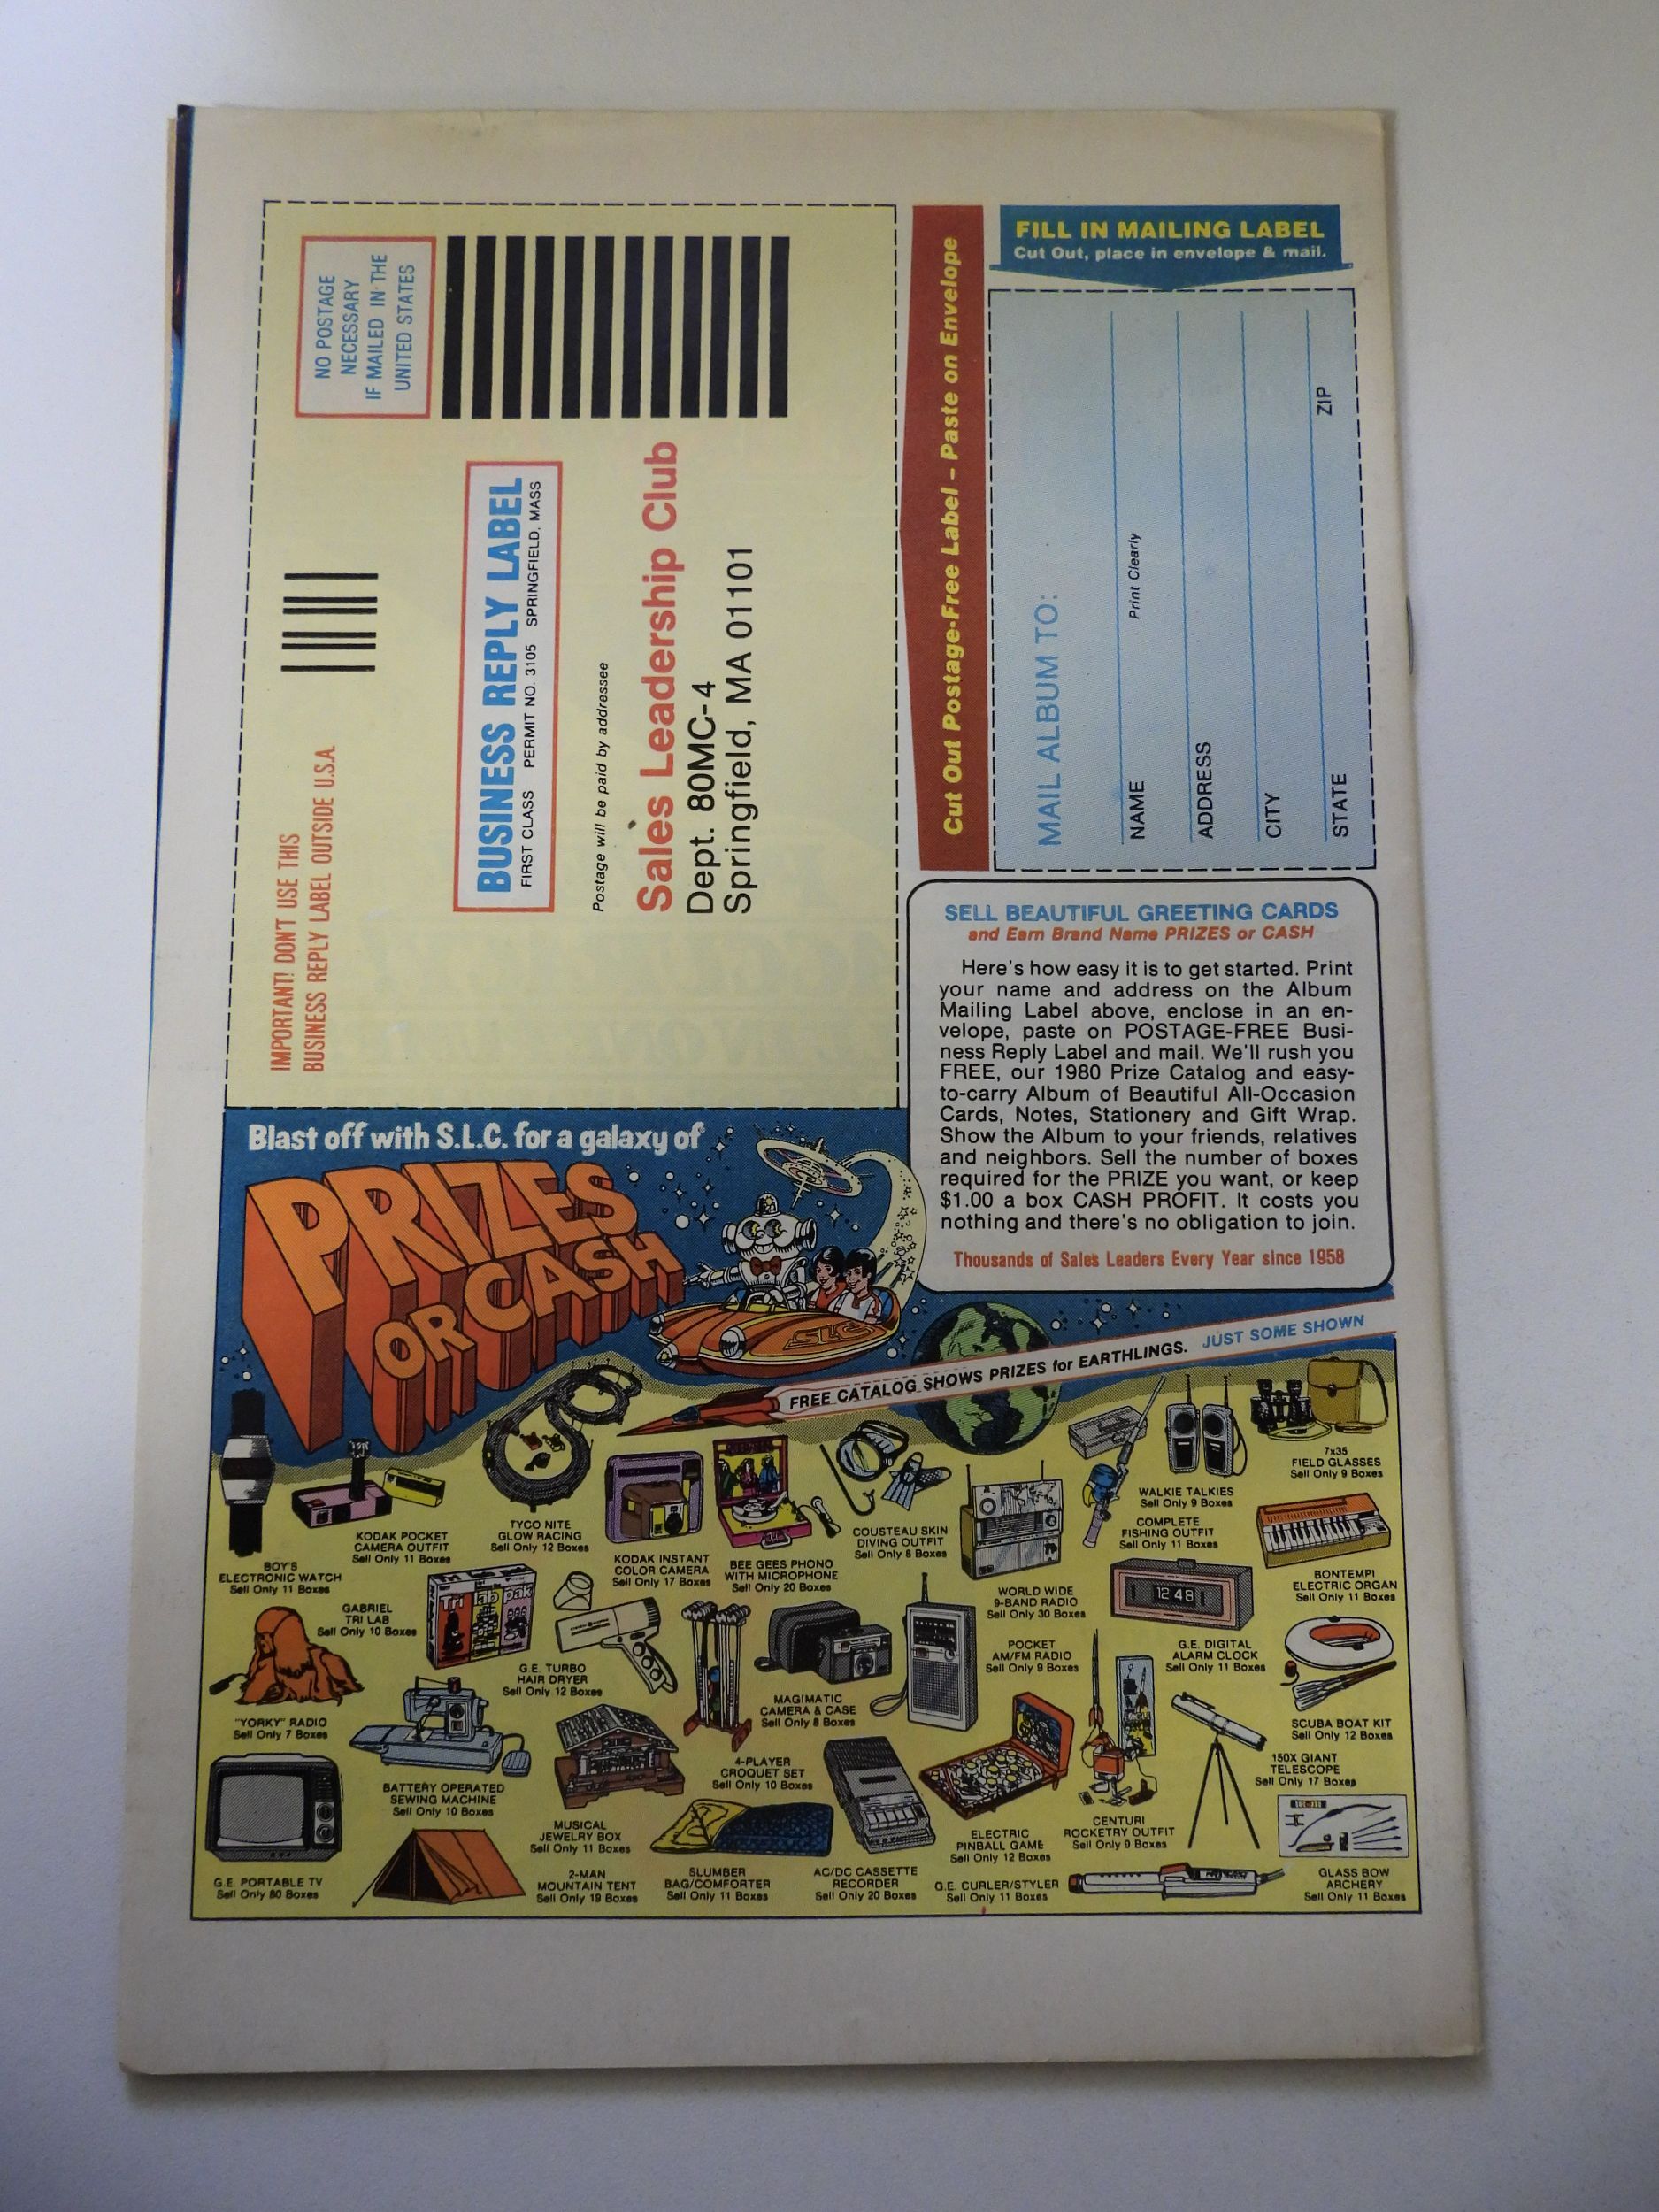 NO POSTAGE
NECESSARY
IF MAILED IN THE
UNITED STATES
IMPORTANT! DON'T USE THIS
BUSINESS REPLY LABEL OUTSIDE U.S.A.
BUSINESS REPLY LABEL
FIRST CLASS PERMIT NO. 3105 SPRINGFIELD, MASS
Postage will be paid by addressee
Sales Leadership Club
Dept. 80MC-4
Springfield, MA 01101
Cut Out Postage-Free Label - Paste on Envelope
FILL IN MAILING LABEL
Cut Out, place in envelope & mail.
MAIL ALBUM TO:
NAME
Print Clearly
ADDRESS
CITY
STATE
ZIP
SELL BEAUTIFUL GREETING CARDS
and Earn Brand Name PRIZES or CASH
Here's how easy it is to get started. Print
your name and address on the Album
Mailing Label above, enclose in an en-
velope, paste on POSTAGE-FREE Busi-
ness Reply Label and mail. We'll rush you
FREE, our 1980 Prize Catalog and easy-
to-carry Album of Beautiful All-Occasion
Cards, Notes, Stationery and Gift Wrap.
Show the Album to your friends, relatives
and neighbors. Sell the number of boxes
required for the PRIZE you want, or keep
$1.00 a box CASH PROFIT. It costs you
nothing and there's no obligation to join.
Thousands of Sales Leaders Every Year since 1958
Blast off with S.L.C. for a galaxy of
PRIZES
OR CASH
SLC
FREE CATALOG SHOWS PRIZES for EARTHLINGS. JUST SOME SHOWN
BOY'S
ELECTRONIC WATCH
Sell Only 11 Boxes
KODAK POCKET
CAMERA OUTFIT
Sell Only 11 Boxes
TYCO NITE
GLOW RACING
Sell Only 12 Boxes
KODAK INSTANT
COLOR CAMERA
Sell Only 17 Boxes
BEE GEES PHONO
WITH MICROPHONE
Sell Only 20 Boxes
COUSTEAU SKIN
DIVING OUTFIT
Sell Only 8 Boxes
WORLD WIDE
9-BAND RADIO
Sell Only 30 Boxes
COMPLETE
FISHING OUTFIT
Sell Only 11 Boxes
WALKIE TALKIES
Sell Only 9 Boxes
7x35
FIELD GLASSES
Sell Only 9 Boxes
BONTEMPI
ELECTRIC ORGAN
Sell Only 11 Boxes
GABRIEL
TRI LAB
Sell Only 10 Boxes
Tri lab pak
G.E. TURBO
HAIR DRYER
Sell Only 12 Boxes
MAGIMATIC
CAMERA & CASE
Sell Only 8 Boxes
POCKET
AM/FM RADIO
Sell Only 9 Boxes
12 48
G.E. DIGITAL
ALARM CLOCK
Sell Only 11 Boxes
SCUBA BOAT KIT
Sell Only 12 Boxes
"YORKY" RADIO
Sell Only 7 Boxes
BATTERY OPERATED
SEWING MACHINE
Sell Only 10 Boxes
4-PLAYER
CROQUET SET
Sell Only 10 Boxes
150X GIANT
TELESCOPE
Sell Only 17 Boxes
MUSICAL
JEWELRY BOX
Sell Only 11 Boxes
ELECTRIC
PINBALL GAME
Sell Only 12 Boxes
CENTURI
ROCKETRY OUTFIT
Sell Only 9 Boxes
G.E. PORTABLE TV
Sell Only 80 Boxes
2-MAN
MOUNTAIN TENT
Sell Only 19 Boxes
SLUMBER
BAG/COMFORTER
Sell Only 11 Boxes
AC/DC CASSETTE
RECORDER
Sell Only 20 Boxes
G.E. CURLER/STYLER
Sell Only 11 Boxes
GLASS BOW
ARCHERY
Sell Only 11 Boxes